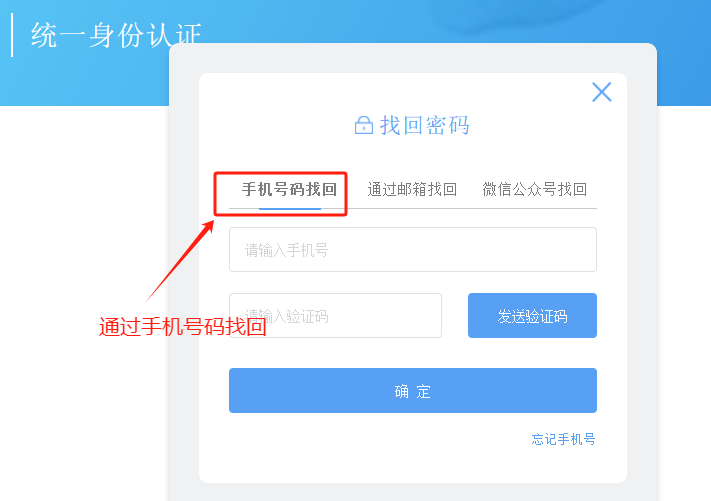 统一身份认证
找回密码
手机号码找回 通过邮箱找回 微信公众号找回
请输入手机号
请输入验证码 发送验证码
通过手机号码找回
确 定
忘记手机号